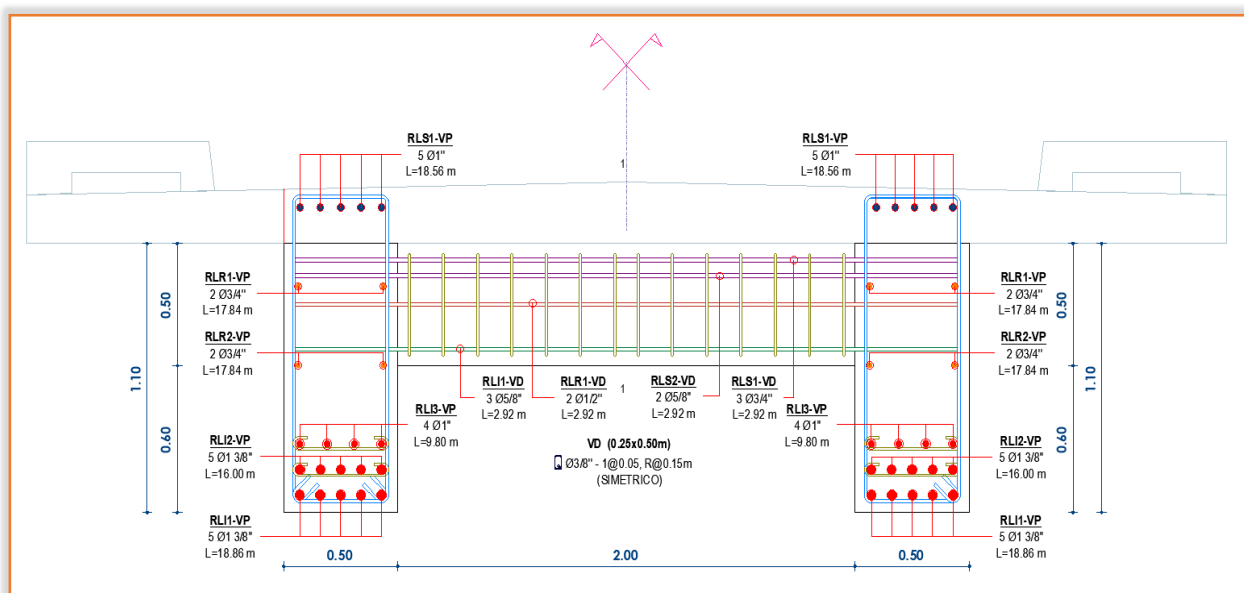 RLS1-VP
5 Ø1"
L=18.56 m
RLS1-VP
5 Ø1"
L=18.56 m
1
RLR1-VP
2 Ø3/4"
L=17.84 m
RLR1-VP
2 Ø3/4"
L=17.84 m
0.50
0.50
RLR2-VP
2 Ø3/4"
L=17.84 m
RLR2-VP
2 Ø3/4"
L=17.84 m
1.10
1.10
RLI1-VD
3 Ø5/8"
L=2.92 m
RLR1-VD
2 Ø1/2"
L=2.92 m
1
RLS2-VD
2 Ø5/8"
L=2.92 m
RLS1-VD
3 Ø3/4"
L=2.92 m
RLI3-VP
4 Ø1"
L=9.80 m
RLI3-VP
4 Ø1"
L=9.80 m
0.60
0.60
VD (0.25x0.50m)
Ø3/8" - 1@0.05, R@0.15m
(SIMETRICO)
RLI2-VP
5 Ø1 3/8"
L=16.00 m
RLI2-VP
5 Ø1 3/8"
L=16.00 m
RLI1-VP
5 Ø1 3/8"
L=18.86 m
RLI1-VP
5 Ø1 3/8"
L=18.86 m
0.50
2.00
0.50